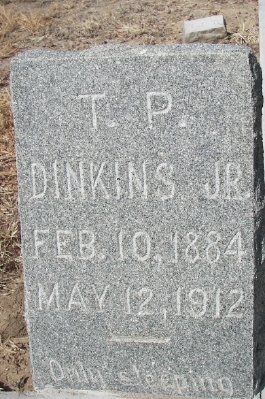 T. P.
DINKINS JR.
FEB. 10, 1884
MAY 12, 1912
Only sleeping